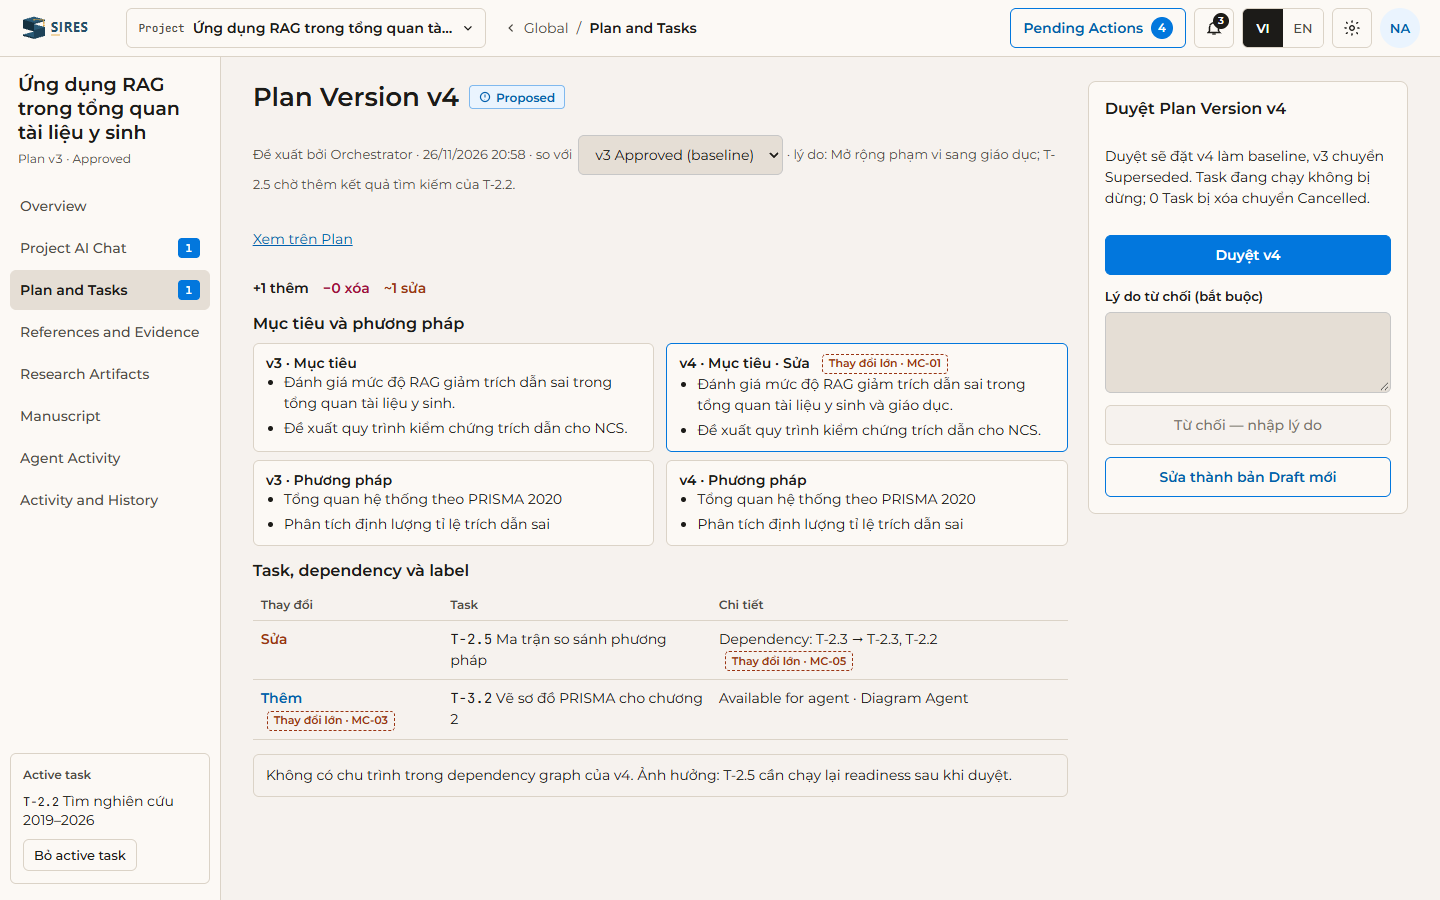 SIRES
Project Ứng dụng RAG trong tổng quan tà...
Global / Plan and Tasks
Pending Actions 4
3
VI EN
NA
Ứng dụng RAG
trong tổng quan
tài liệu y sinh
Plan v3 · Approved
Overview
Project AI Chat 1
Plan and Tasks 1
References and Evidence
Research Artifacts
Manuscript
Agent Activity
Activity and History
Active task
T-2.2 Tìm nghiên cứu
2019–2026
Bỏ active task
Plan Version v4 Proposed
Đề xuất bởi Orchestrator · 26/11/2026 20:58 · so với v3 Approved (baseline) · lý do: Mở rộng phạm vi sang giáo dục; T-
2.5 chờ thêm kết quả tìm kiếm của T-2.2.
Xem trên Plan
+1 thêm −0 xóa ~1 sửa
Mục tiêu và phương pháp
v3 · Mục tiêu
Đánh giá mức độ RAG giảm trích dẫn sai trong
tổng quan tài liệu y sinh.
Đề xuất quy trình kiểm chứng trích dẫn cho NCS.
v4 · Mục tiêu · Sửa Thay đổi lớn · MC-01
Đánh giá mức độ RAG giảm trích dẫn sai trong
tổng quan tài liệu y sinh và giáo dục.
Đề xuất quy trình kiểm chứng trích dẫn cho NCS.
v3 · Phương pháp
Tổng quan hệ thống theo PRISMA 2020
Phân tích định lượng tỉ lệ trích dẫn sai
v4 · Phương pháp
Tổng quan hệ thống theo PRISMA 2020
Phân tích định lượng tỉ lệ trích dẫn sai
Task, dependency và label
Thay đổi Task Chi tiết
Sửa T-2.5 Ma trận so sánh phương Dependency: T-2.3 → T-2.3, T-2.2
pháp Thay đổi lớn · MC-05
Thêm T-3.2 Vẽ sơ đồ PRISMA cho chương Available for agent · Diagram Agent
Thay đổi lớn · MC-03 2
Không có chu trình trong dependency graph của v4. Ảnh hưởng: T-2.5 cần chạy lại readiness sau khi duyệt.
Duyệt Plan Version v4
Duyệt sẽ đặt v4 làm baseline, v3 chuyển
Superseded. Task đang chạy không bị
dừng; 0 Task bị xóa chuyển Cancelled.
Duyệt v4
Lý do từ chối (bắt buộc)
Từ chối — nhập lý do
Sửa thành bản Draft mới